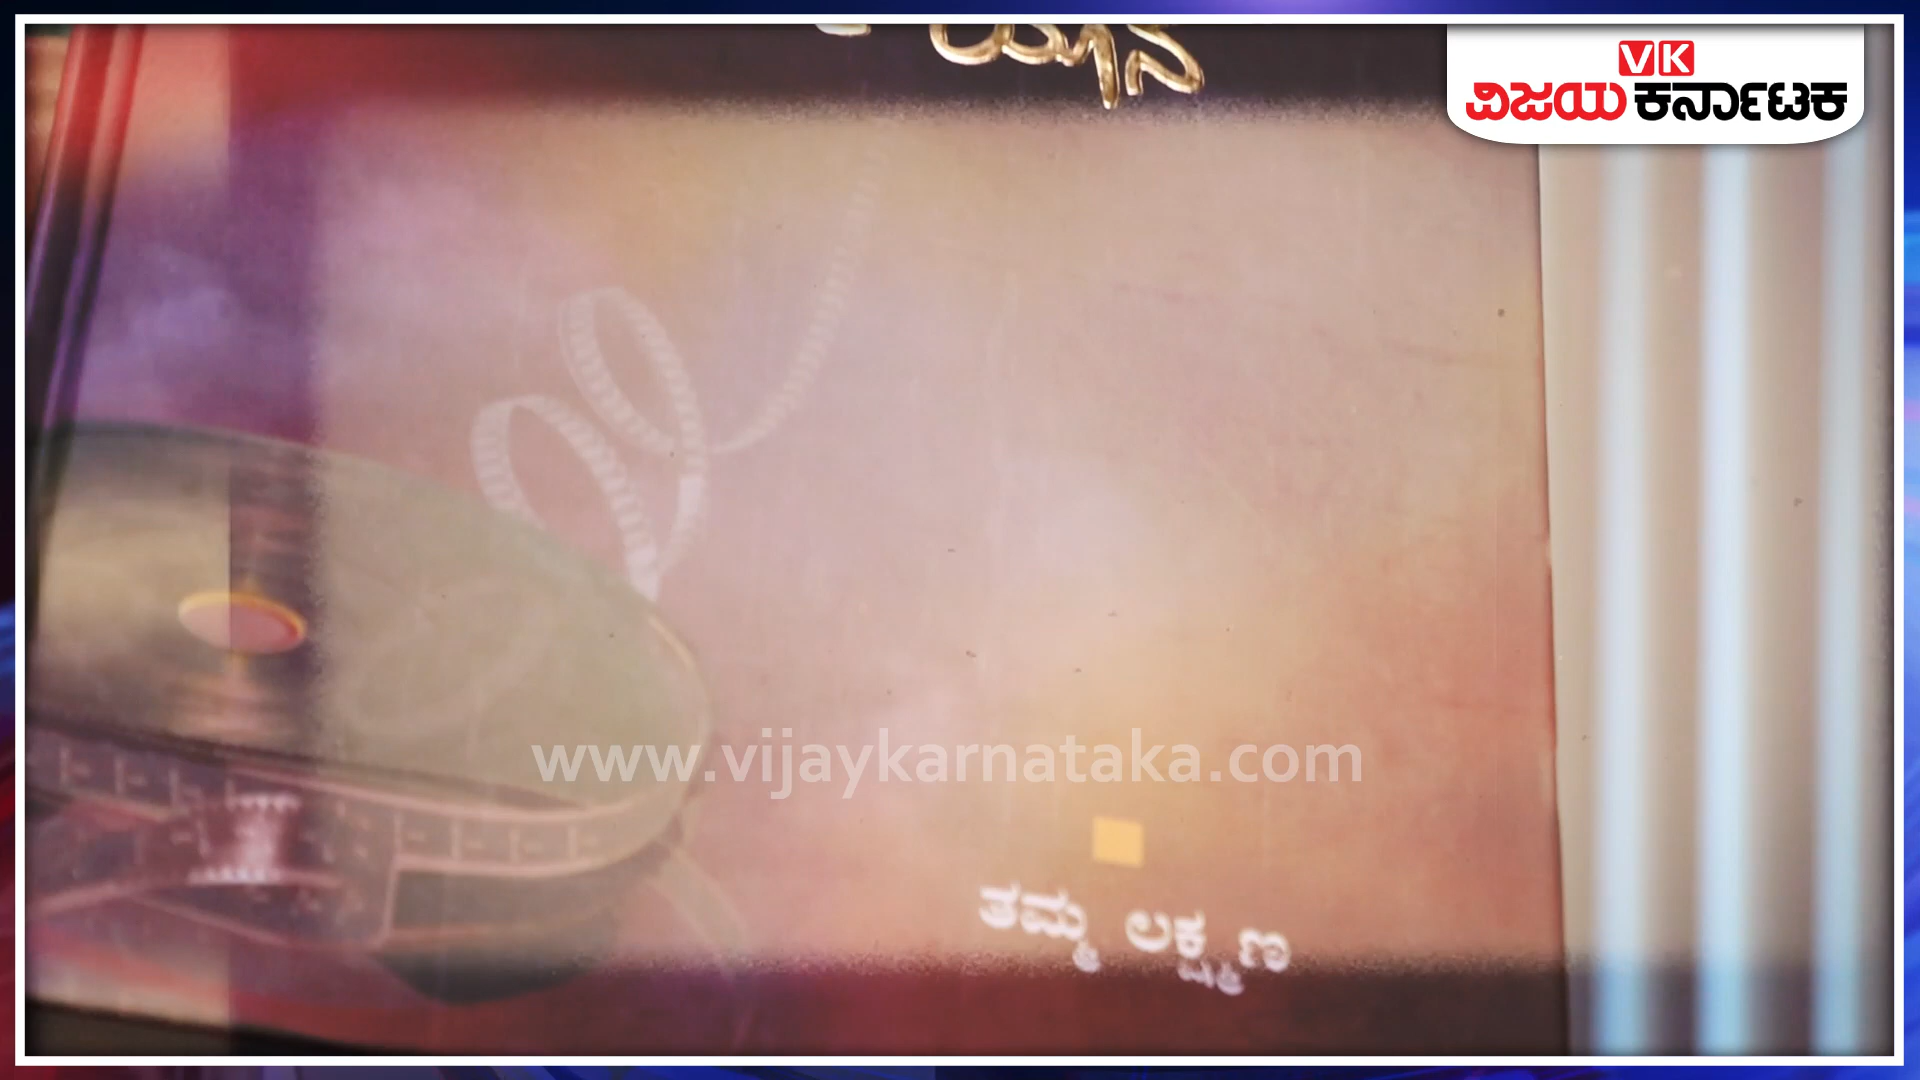 ಯಾನ
VK
ವಿಜಯ ಕರ್ನಾಟಕ
www.vijaykarnataka.com
ತಮ್ಮ ಲಕ್ಷ್ಮಣ